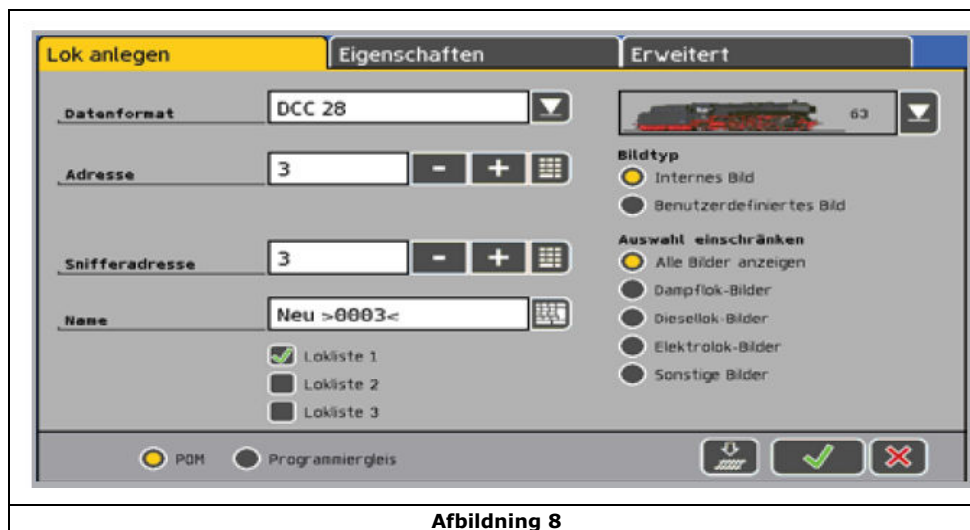 Lok anlegen
Eigenschaften
Erweitert
Datenformat
DCC 28
63
Adresse
3
- +
Bildtyp
Internes Bild
Benutzerdefiniertes Bild
Snifferadresse
3
- +
Auswahl einschränken
Alle Bilder anzeigen
Dampflok-Bilder
Diesellok-Bilder
Elektrolok-Bilder
Sonstige Bilder
Name
Neu >0003<
Lokliste 1
Lokliste 2
Lokliste 3
POM
Programmiergleis
Afbildning 8